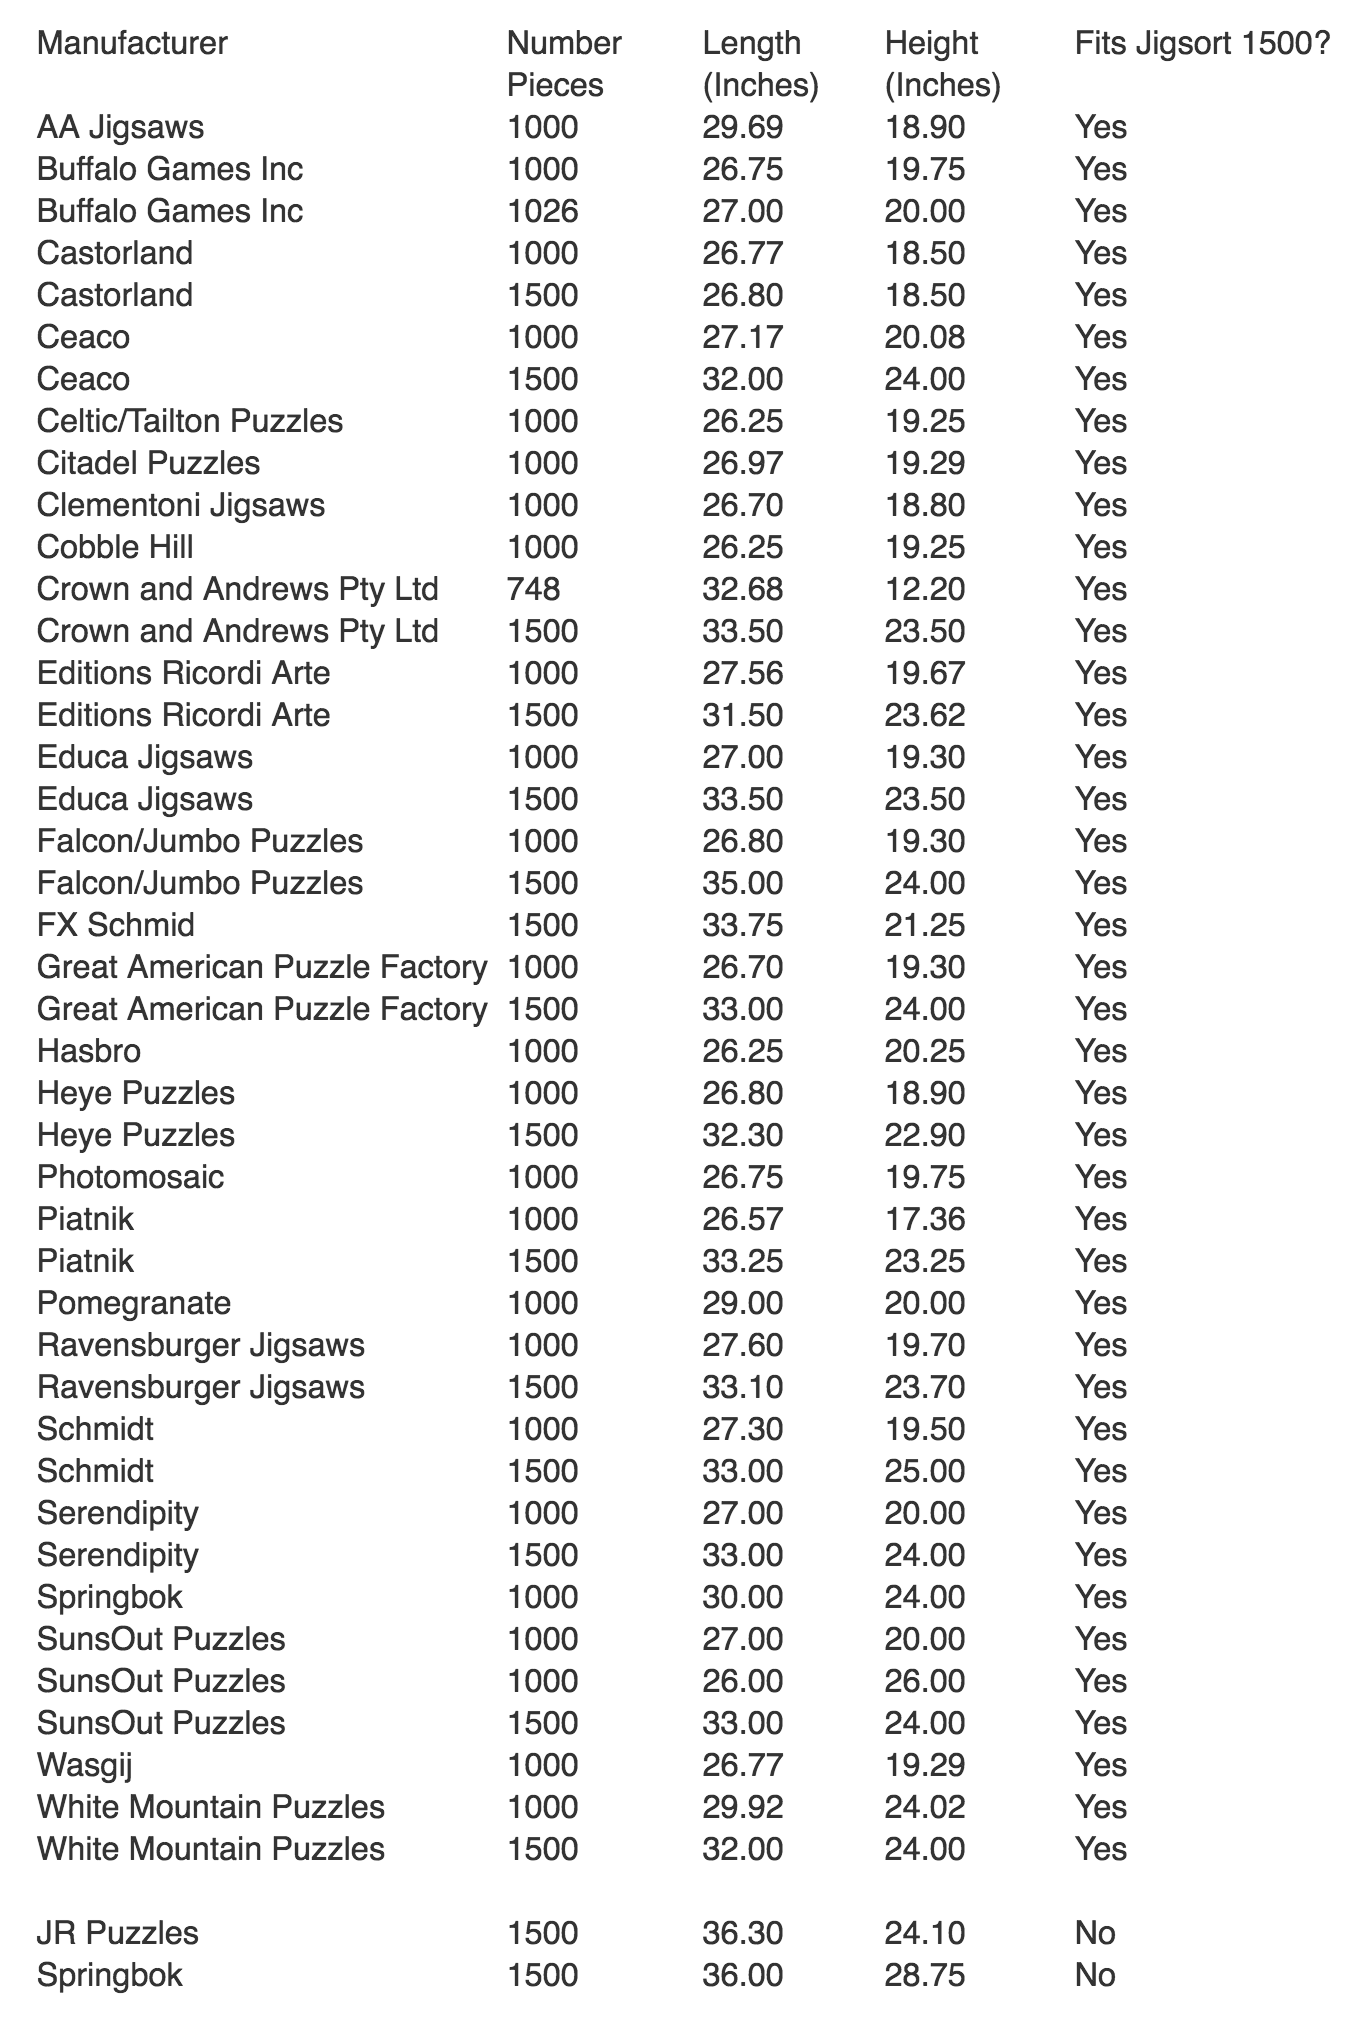 Manufacturer Number Length Height Fits Jigsort 1500?
Pieces (Inches) (Inches)
AA Jigsaws 1000 29.69 18.90 Yes
Buffalo Games Inc 1000 26.75 19.75 Yes
Buffalo Games Inc 1026 27.00 20.00 Yes
Castorland 1000 26.77 18.50 Yes
Castorland 1500 26.80 18.50 Yes
Ceaco 1000 27.17 20.08 Yes
Ceaco 1500 32.00 24.00 Yes
Celtic/Tailton Puzzles 1000 26.25 19.25 Yes
Citadel Puzzles 1000 26.97 19.29 Yes
Clementoni Jigsaws 1000 26.70 18.80 Yes
Cobble Hill 1000 26.25 19.25 Yes
Crown and Andrews Pty Ltd 748 32.68 12.20 Yes
Crown and Andrews Pty Ltd 1500 33.50 23.50 Yes
Editions Ricordi Arte 1000 27.56 19.67 Yes
Editions Ricordi Arte 1500 31.50 23.62 Yes
Educa Jigsaws 1000 27.00 19.30 Yes
Educa Jigsaws 1500 33.50 23.50 Yes
Falcon/Jumbo Puzzles 1000 26.80 19.30 Yes
Falcon/Jumbo Puzzles 1500 35.00 24.00 Yes
FX Schmid 1500 33.75 21.25 Yes
Great American Puzzle Factory 1000 26.70 19.30 Yes
Great American Puzzle Factory 1500 33.00 24.00 Yes
Hasbro 1000 26.25 20.25 Yes
Heye Puzzles 1000 26.80 18.90 Yes
Heye Puzzles 1500 32.30 22.90 Yes
Photomosaic 1000 26.75 19.75 Yes
Piatnik 1000 26.57 17.36 Yes
Piatnik 1500 33.25 23.25 Yes
Pomegranate 1000 29.00 20.00 Yes
Ravensburger Jigsaws 1000 27.60 19.70 Yes
Ravensburger Jigsaws 1500 33.10 23.70 Yes
Schmidt 1000 27.30 19.50 Yes
Schmidt 1500 33.00 25.00 Yes
Serendipity 1000 27.00 20.00 Yes
Serendipity 1500 33.00 24.00 Yes
Springbok 1000 30.00 24.00 Yes
SunsOut Puzzles 1000 27.00 20.00 Yes
SunsOut Puzzles 1000 26.00 26.00 Yes
SunsOut Puzzles 1500 33.00 24.00 Yes
Wasgij 1000 26.77 19.29 Yes
White Mountain Puzzles 1000 29.92 24.02 Yes
White Mountain Puzzles 1500 32.00 24.00 Yes
JR Puzzles 1500 36.30 24.10 No
Springbok 1500 36.00 28.75 No